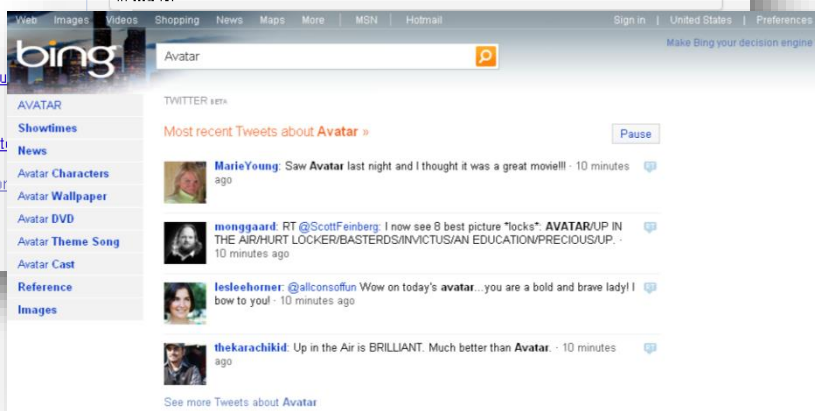 Web Images Videos Shopping News Maps More | MSN | Hotmail
Sign in | United States | Preferences
bing
Avatar
Make Bing your decision engine
AVATAR
Showtimes
News
Avatar Characters
Avatar Wallpaper
Avatar DVD
Avatar Theme Song
Avatar Cast
Reference
Images
TWITTER BETA
Most recent Tweets about Avatar »
Pause
MarieYoung: Saw Avatar last night and I thought it was a great movie!!! · 10 minutes
ago
monggaard: RT @ScottFeinberg: I now see 8 best picture *locks*: AVATAR/UP IN
THE AIR/HURT LOCKER/BASTERDS/INVICTUS/AN EDUCATION/PRECIOUS/UP. ·
10 minutes ago
lesleehorner: @allconsoffun Wow on today's avatar...you are a bold and brave lady! I
bow to you! · 10 minutes ago
thekarachikid: Up in the Air is BRILLIANT. Much better than Avatar. · 10 minutes
ago
See more Tweets about Avatar